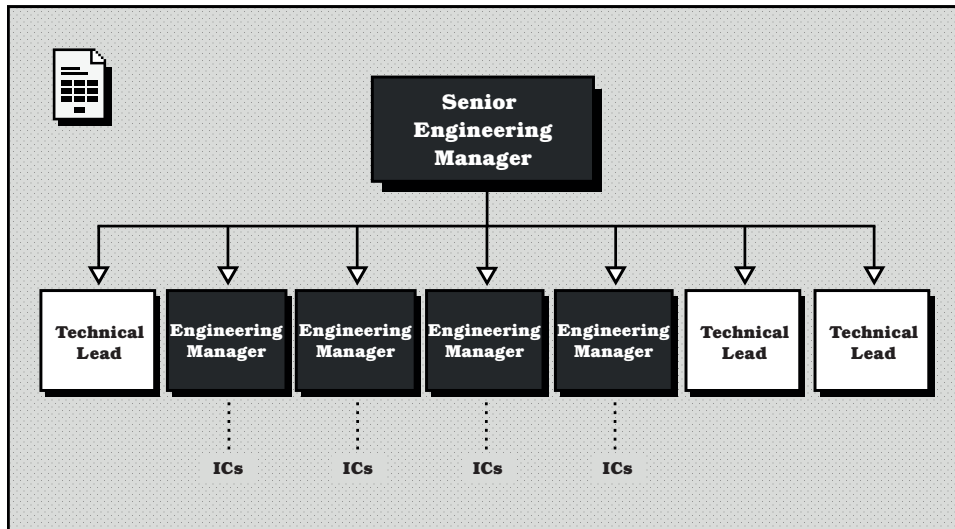 Senior
Engineering
Manager
Technical
Lead
Engineering
Manager
Engineering
Manager
Engineering
Manager
Engineering
Manager
Technical
Lead
Technical
Lead
ICs
ICs
ICs
ICs